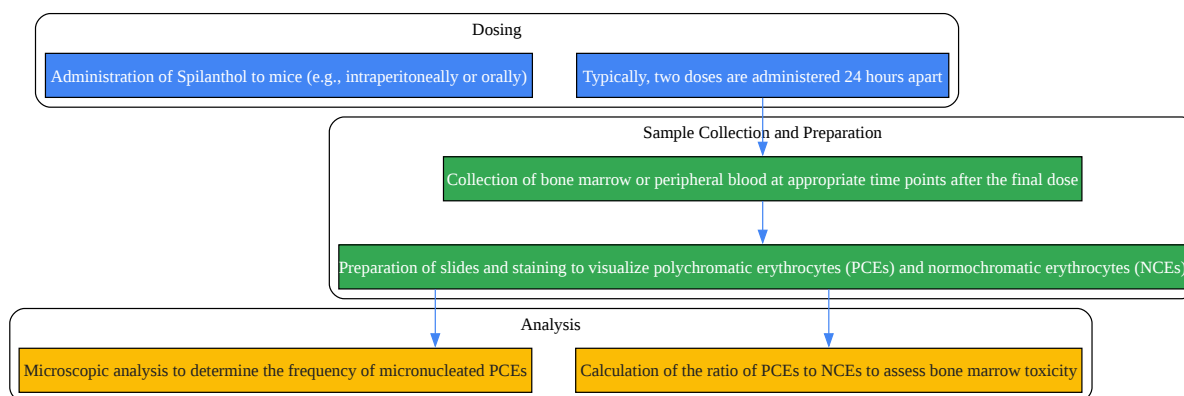 Dosing
Administration of Spilanthol to mice (e.g., intraperitoneally or orally)
Typically, two doses are administered 24 hours apart
Sample Collection and Preparation
Collection of bone marrow or peripheral blood at appropriate time points after the final dose
Preparation of slides and staining to visualize polychromatic erythrocytes (PCEs) and normochromatic erythrocytes (NCEs)
Analysis
Microscopic analysis to determine the frequency of micronucleated PCEs
Calculation of the ratio of PCEs to NCEs to assess bone marrow toxicity